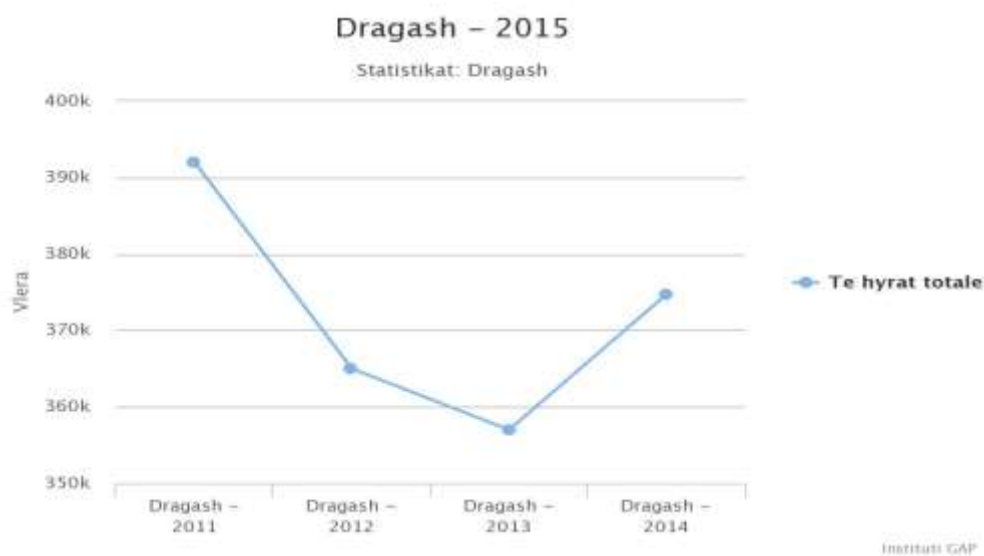 Dragash – 2015
Statistikat: Dragash
400k
390k
380k
370k
360k
350k
Vlera
Te hyrat totale
Dragash –
2011
Dragash –
2012
Dragash –
2013
Dragash –
2014
Instituti GAP